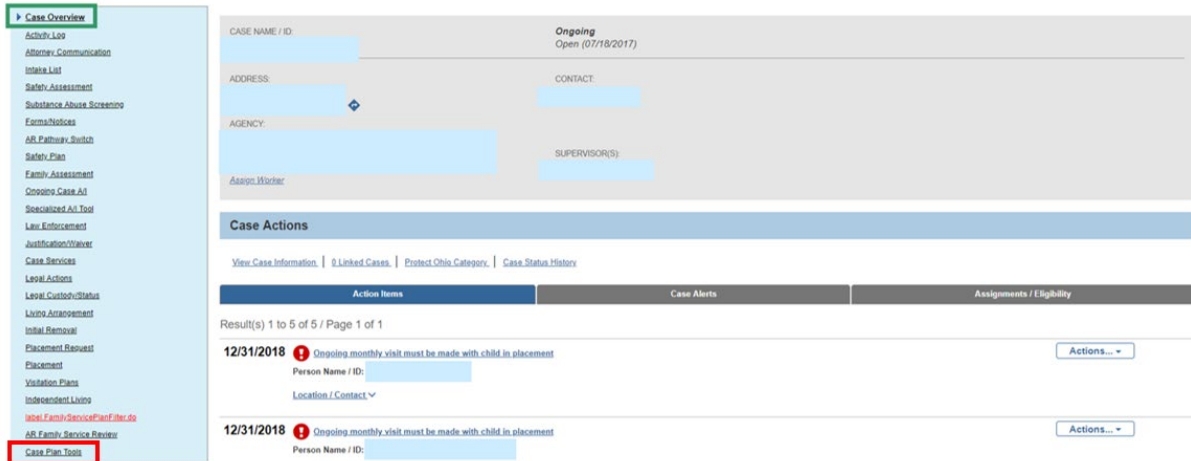 Case Overview
Activity Log
Attorney Communication
Intake List
Safety Assessment
Substance Abuse Screening
Forms/Notices
AR Pathway Switch
Safety Plan
Family Assessment
Ongoing Case A/I
Specialized A/I Tool
Law Enforcement
Justification/Waiver
Case Services
Legal Actions
Legal Custody/Status
Living Arrangement
Initial Removal
Placement Request
Placement
Visitation Plans
Independent Living
label.FamilyServicePlanFilter.do
AR Family Service Review
Case Plan Tools
CASE NAME / ID:
Ongoing
Open (07/18/2017)
ADDRESS:
CONTACT:
AGENCY:
SUPERVISOR(S):
Assign Worker
Case Actions
View Case Information | 0 Linked Cases | Protect Ohio Category | Case Status History
Action Items Case Alerts Assignments / Eligibility
Result(s) 1 to 5 of 5 / Page 1 of 1
12/31/2018 Ongoing monthly visit must be made with child in placement Actions...
Person Name / ID:
Location / Contact
12/31/2018 Ongoing monthly visit must be made with child in placement Actions...
Person Name / ID: